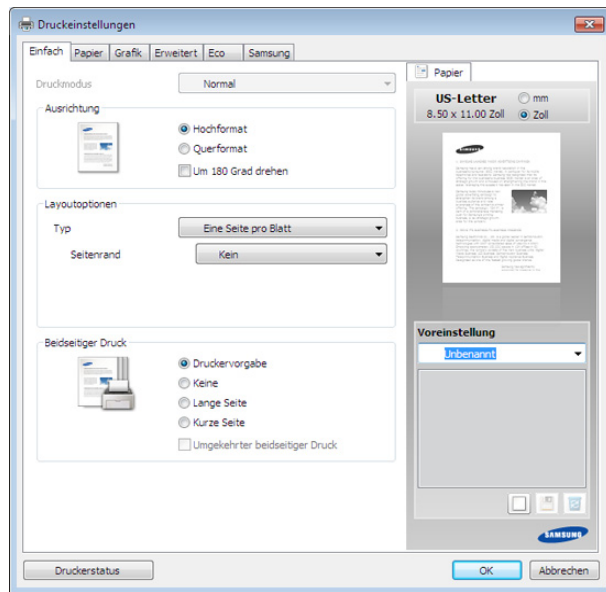 Druckeinstellungen
Einfach Papier Grafik Erweitert Eco Samsung
Druckmodus Normal
Ausrichtung
Hochformat
Querformat
Um 180 Grad drehen
Layoutoptionen
Typ Eine Seite pro Blatt
Seitenrand Kein
Beidseitiger Druck
Druckervorgabe
Keine
Lange Seite
Kurze Seite
Umgekehrter beidseitiger Druck
Papier
US-Letter mm
8.50 x 11.00 Zoll Zoll
Voreinstellung
Unbenannt
SAMSUNG
Druckerstatus OK Abbrechen